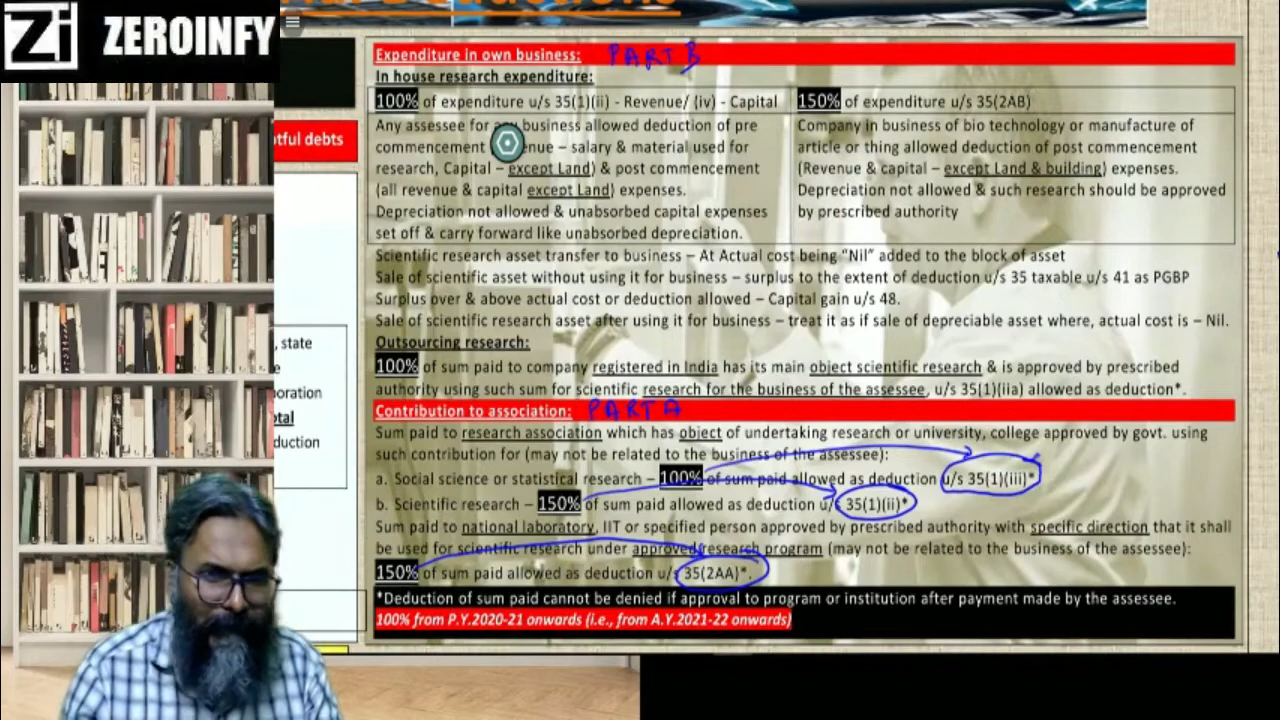 Zi ZEROINFY
Expenditure in own business: PART B
In house research expenditure:
100% of expenditure u/s 35(1)(ii) - Revenue/ (iv) - Capital
150% of expenditure u/s 35(2AB)
Any assessee for business allowed deduction of pre
commencement – salary & material used for
research, Capital – except Land) & post commencement
(all revenue & capital except Land) expenses.
Depreciation not allowed & unabsorbed capital expenses
set off & carry forward like unabsorbed depreciation.
Company in business of bio technology or manufacture of
article or thing allowed deduction of post commencement
(Revenue & capital – except Land & building) expenses.
Depreciation not allowed & such research should be approved
by prescribed authority
Scientific research asset transfer to business – At Actual cost being “Nil” added to the block of asset
Sale of scientific asset without using it for business – surplus to the extent of deduction u/s 35 taxable u/s 41 as PGBP
Surplus over & above actual cost or deduction allowed – Capital gain u/s 48.
Sale of scientific research asset after using it for business – treat it as if sale of depreciable asset where, actual cost is – Nil.
Outsourcing research:
100% of sum paid to company registered in India has its main object scientific research & is approved by prescribed
authority using such sum for scientific research for the business of the assessee, u/s 35(1)(iia) allowed as deduction*.
Contribution to association: PART A
Sum paid to research association which has object of undertaking research or university, college approved by govt. using
such contribution for (may not be related to the business of the assessee):
a. Social science or statistical research – 100% of sum paid allowed as deduction u/s 35(1)(iii)*
b. Scientific research – 150% of sum paid allowed as deduction u/s 35(1)(ii)*
Sum paid to national laboratory, IIT or specified person approved by prescribed authority with specific direction that it shall
be used for scientific research under approved research program (may not be related to the business of the assessee):
150% of sum paid allowed as deduction u/s 35(2AA)*.
*Deduction of sum paid cannot be denied if approval to program or institution after payment made by the assessee.
100% from P.Y.2020-21 onwards (i.e., from A.Y.2021-22 onwards)
debts
, state